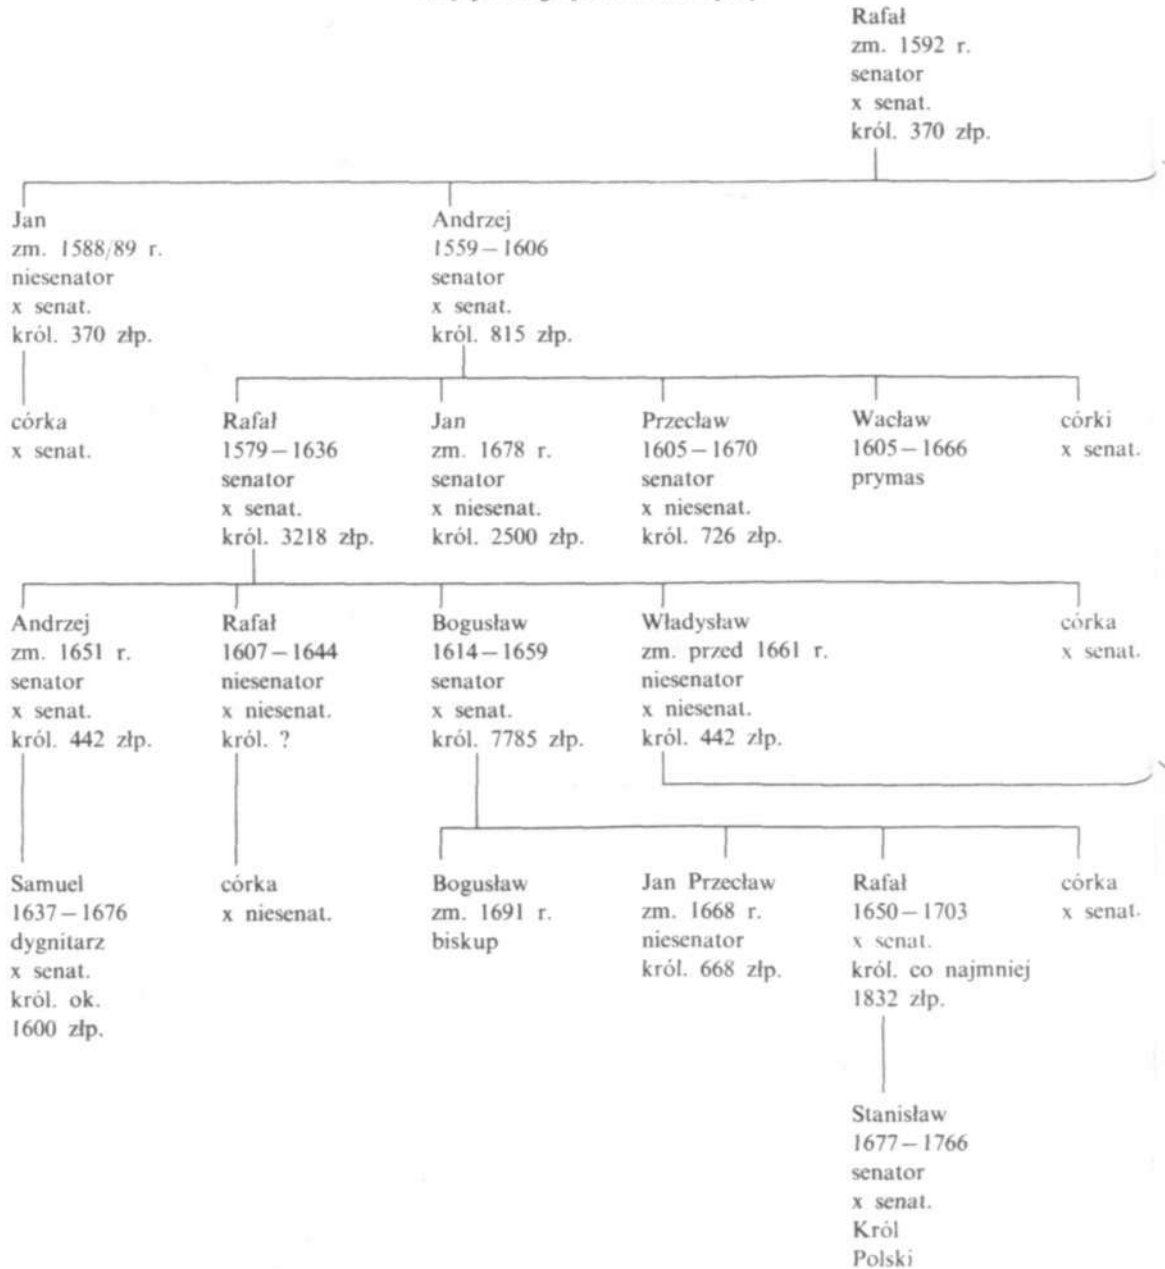 Rafał
zm. 1592 r.
senator
x senat.
król. 370 złp.
Jan
zm. 1588/89 r.
niesenator
x senat.
król. 370 złp.
Andrzej
1559–1606
senator
x senat.
król. 815 złp.
córka
x senat.
Rafał
1579–1636
senator
x senat.
król. 3218 złp.
Jan
zm. 1678 r.
senator
x niesenat.
król. 2500 złp.
Przecław
1605–1670
senator
x niesenat.
król. 726 złp.
Wacław
1605–1666
prymas
córki
x senat.
Andrzej
zm. 1651 r.
senator
x senat.
król. 442 złp.
Rafał
1607–1644
niesenator
x niesenat.
król. ?
Bogusław
1614–1659
senator
x senat.
król. 7785 złp.
Władysław
zm. przed 1661 r.
niesenator
x niesenat.
król. 442 złp.
córka
x senat.
Samuel
1637–1676
dygnitarz
x senat.
król. ok.
1600 złp.
córka
x niesenat.
Bogusław
zm. 1691 r.
biskup
Jan Przecław
zm. 1668 r.
niesenator
król. 668 złp.
Rafał
1650–1703
x senat.
król. co najmniej
1832 złp.
córka
x senat.
Stanisław
1677–1766
senator
x senat.
Król
Polski